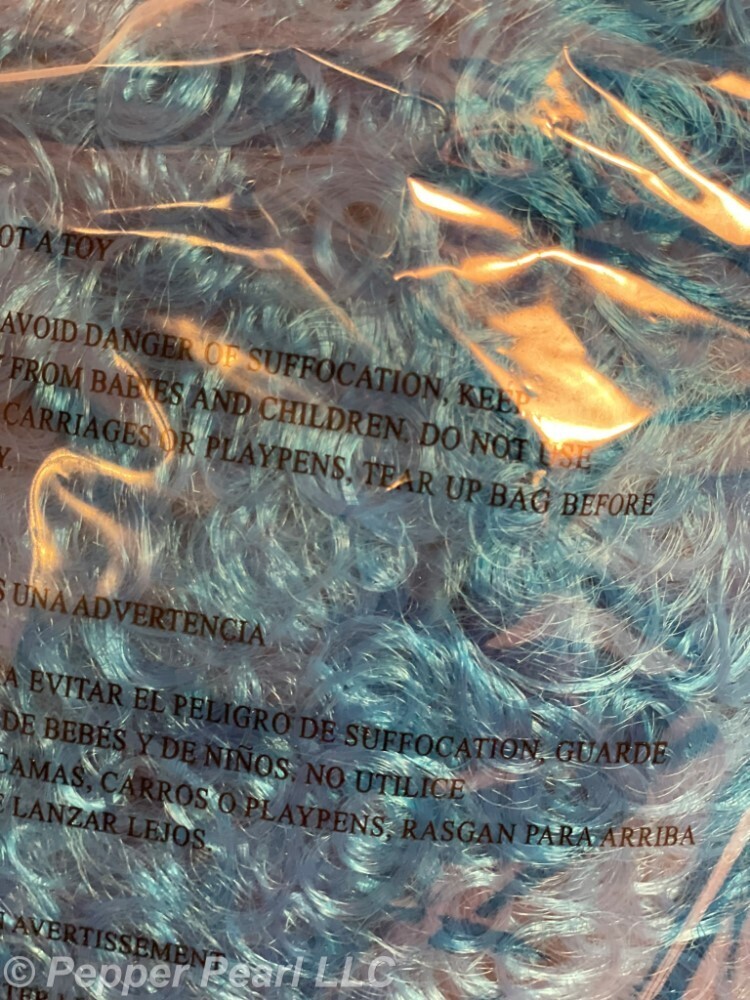 OT A TOY
AVOID DANGER OF SUFFOCATION, KEEP
FROM BABIES AND CHILDREN. DO NOT USE
CARRIAGES OR PLAYPENS, TEAR UP BAG BEFORE
Y.
S UNA ADVERTENCIA
A EVITAR EL PELIGRO DE SUFFOCATION, GUARDE
DE BEBÉS Y DE NIÑOS. NO UTILICE
CAMAS, CARROS O PLAYPENS, RASGAN PARA ARRIBA
E LANZAR LEJOS.
N AVERTISSEMENT
© Pepper Pearl LLC